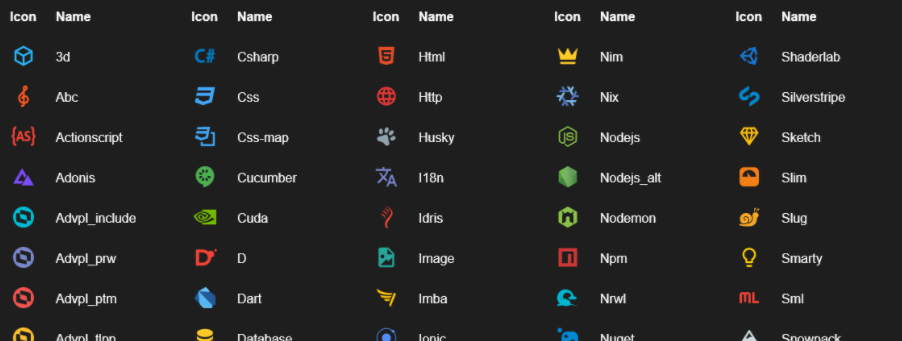 Icon Name Icon Name Icon Name Icon Name Icon Name
3d C# Csharp Html Nim Shaderlab
Abc Css Http Nix Silverstripe
{AS} Actionscript Css-map Husky JS Nodejs Sketch
Adonis Cucumber I18n Nodejs_alt Slim
Advpl_include Cuda Idris Nodemon Slug
Advpl_prw D Image Npm Smarty
Advpl_ptm Dart Imba Nrwl ML Sml
Advpl_tlpp Database Ionic Nuget Snowpack